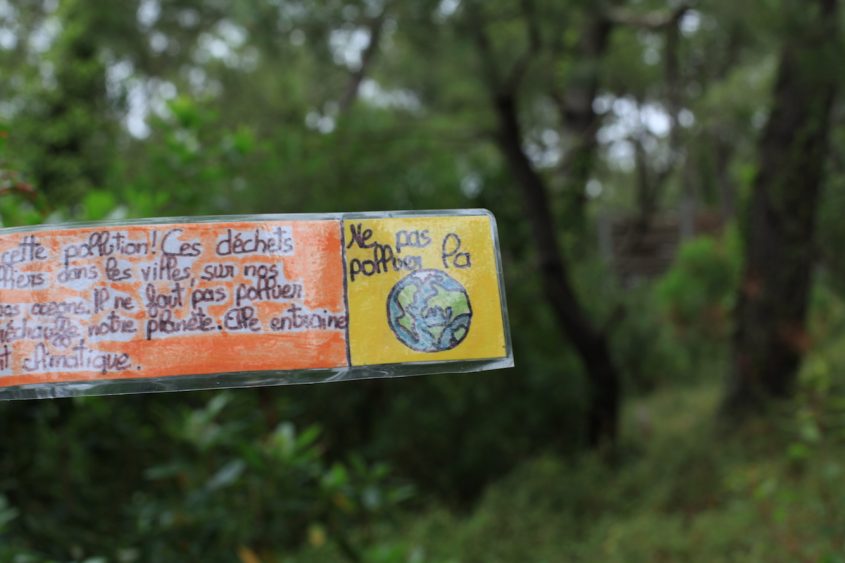 cette pollution! Ces déchets
dans les villes, sur nos
océans. Il ne faut pas polluer
réchauffe notre planète. Elle entraine
climatique.
Ne pas
polluer la